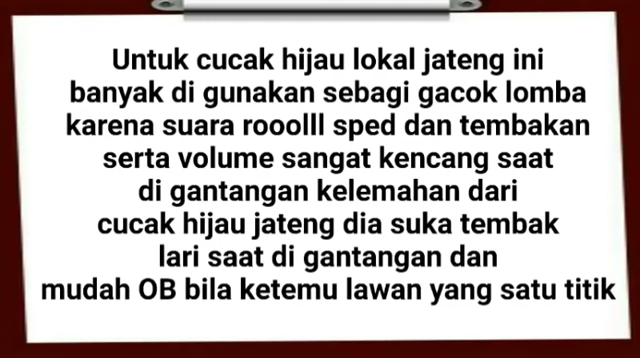 Untuk cucak hijau lokal jateng ini
banyak di gunakan sebagi gacok lomba
karena suara rooolll sped dan tembakan
serta volume sangat kencang saat
di gantangan kelemahan dari
cucak hijau jateng dia suka tembak
lari saat di gantangan dan
mudah OB bila ketemu lawan yang satu titik